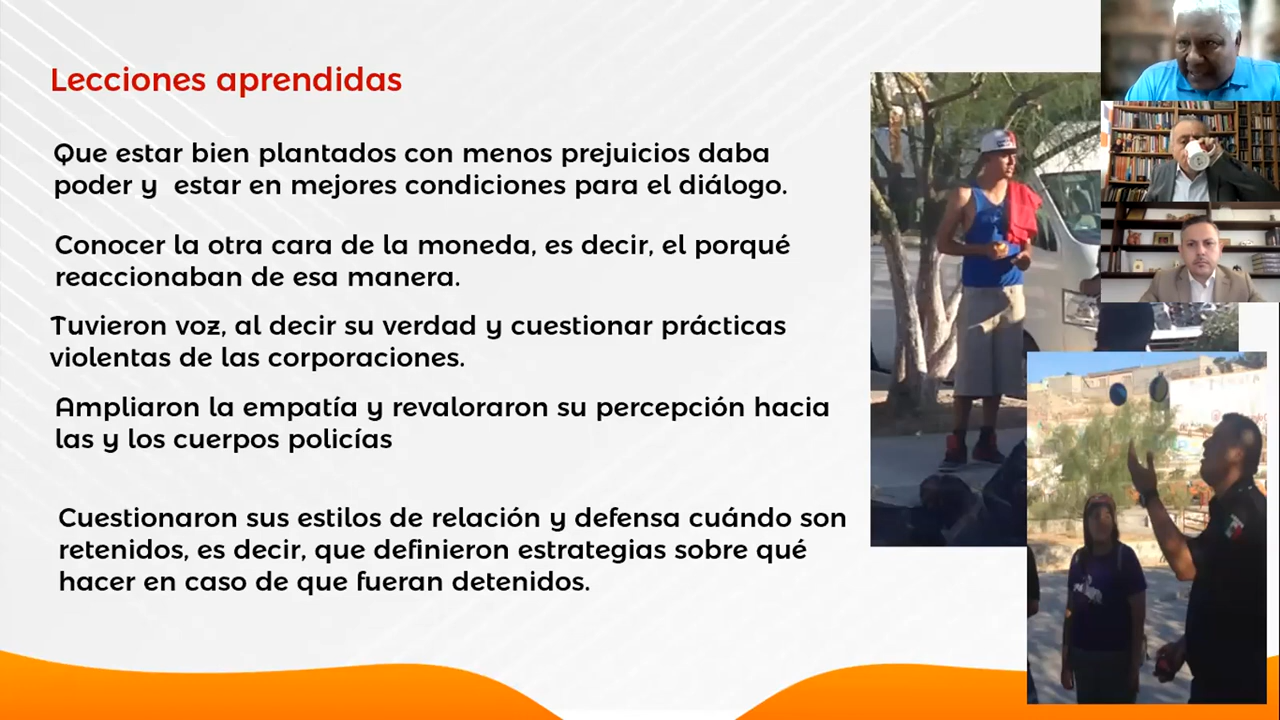 Lecciones aprendidas
Que estar bien plantados con menos prejuicios daba
poder y estar en mejores condiciones para el diálogo.
Conocer la otra cara de la moneda, es decir, el porqué
reaccionaban de esa manera.
Tuvieron voz, al decir su verdad y cuestionar prácticas
violentas de las corporaciones.
Ampliaron la empatía y revaloraron su percepción hacia
las y los cuerpos policías
Cuestionaron sus estilos de relación y defensa cuándo son
retenidos, es decir, que definieron estrategias sobre qué
hacer en caso de que fueran detenidos.